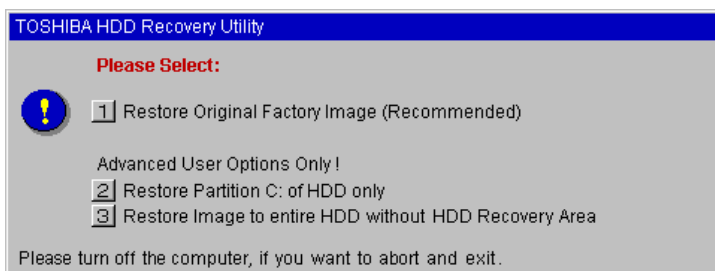 TOSHIBA HDD Recovery Utility
Please Select:
! 
1 Restore Original Factory Image (Recommended)
Advanced User Options Only !
2 Restore Partition C: of HDD only
3 Restore Image to entire HDD without HDD Recovery Area
Please turn off the computer, if you want to abort and exit.